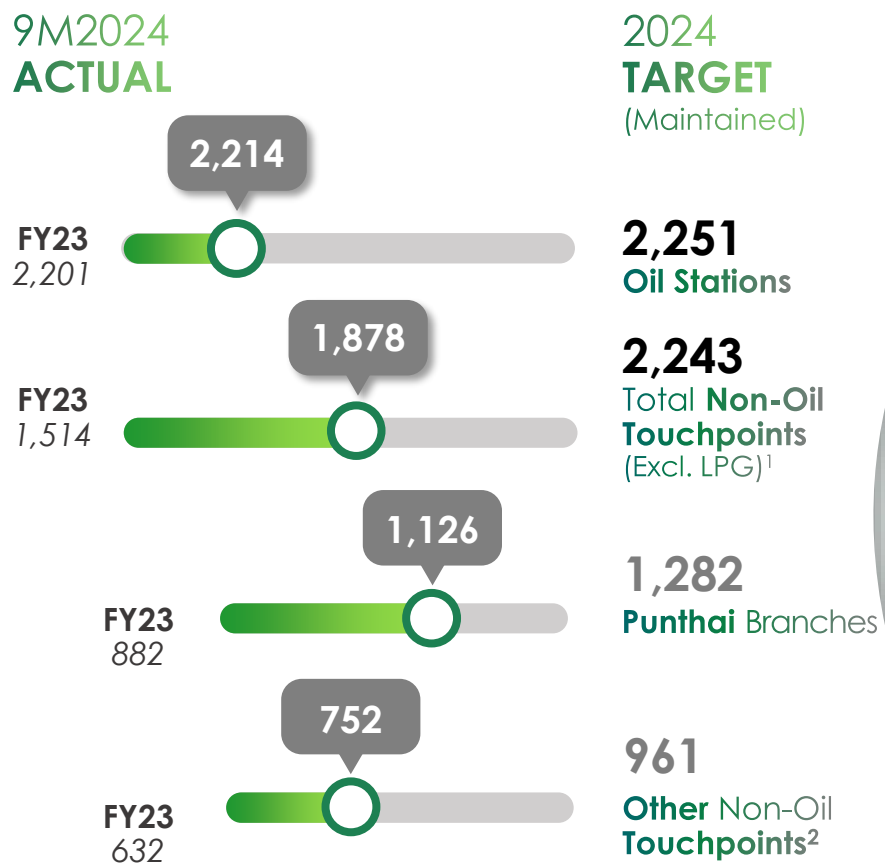 9M2024
ACTUAL
2024
TARGET
(Maintained)
2,214
FY23
2,201
2,251
Oil Stations
1,878
FY23
1,514
2,243
Total Non-Oil
Touchpoints
(Excl. LPG)1
1,126
FY23
882
1,282
Punthai Branches
752
FY23
632
961
Other Non-Oil
Touchpoints2